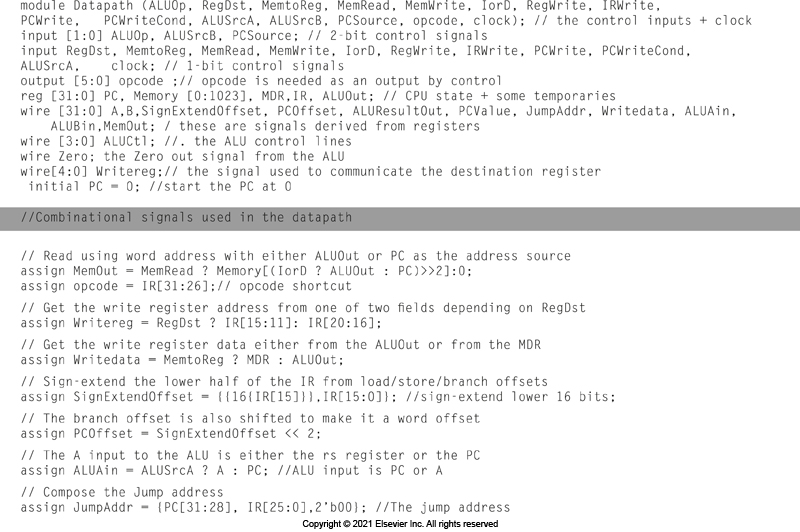 module Datapath (ALUOp, RegDst, MemtoReg, MemRead, MemWrite, IorD, RegWrite, IRWrite,
PCWrite, PCWriteCond, ALUSrcA, ALUSrcB, PCSource, opcode, clock); // the control inputs + clock
input [1:0] ALUOp, ALUSrcB, PCSource; // 2-bit control signals
input RegDst, MemtoReg, MemRead, MemWrite, IorD, RegWrite, IRWrite, PCWrite, PCWriteCond,
ALUSrcA, clock; // 1-bit control signals
output [5:0] opcode ;// opcode is needed as an output by control
reg [31:0] PC, Memory [0:1023], MDR,IR, ALUOut; // CPU state + some temporaries
wire [31:0] A,B,SignExtendOffset, PCOffset, ALUResultOut, PCValue, JumpAddr, Writedata, ALUAin,
ALUBin,MemOut; / these are signals derived from registers
wire [3:0] ALUCtl; //. the ALU control lines
wire Zero; the Zero out signal from the ALU
wire[4:0] Writereg;// the signal used to communicate the destination register
initial PC = 0; //start the PC at 0
//Combinational signals used in the datapath
// Read using word address with either ALUOut or PC as the address source
assign MemOut = MemRead ? Memory[(IorD ? ALUOut : PC)>>2]:0;
assign opcode = IR[31:26];// opcode shortcut
// Get the write register address from one of two fields depending on RegDst
assign Writereg = RegDst ? IR[15:11]: IR[20:16];
// Get the write register data either from the ALUOut or from the MDR
assign Writedata = MemtoReg ? MDR : ALUOut;
// Sign-extend the lower half of the IR from load/store/branch offsets
assign SignExtendOffset = {{16{IR[15]}},IR[15:0]}; //sign-extend lower 16 bits;
// The branch offset is also shifted to make it a word offset
assign PCOffset = SignExtendOffset << 2;
// The A input to the ALU is either the rs register or the PC
assign ALUAin = ALUSrcA ? A : PC; //ALU input is PC or A
// Compose the Jump address
assign JumpAddr = {PC[31:28], IR[25:0],2'b00}; //The jump address
Copyright © 2021 Elsevier Inc. All rights reserved